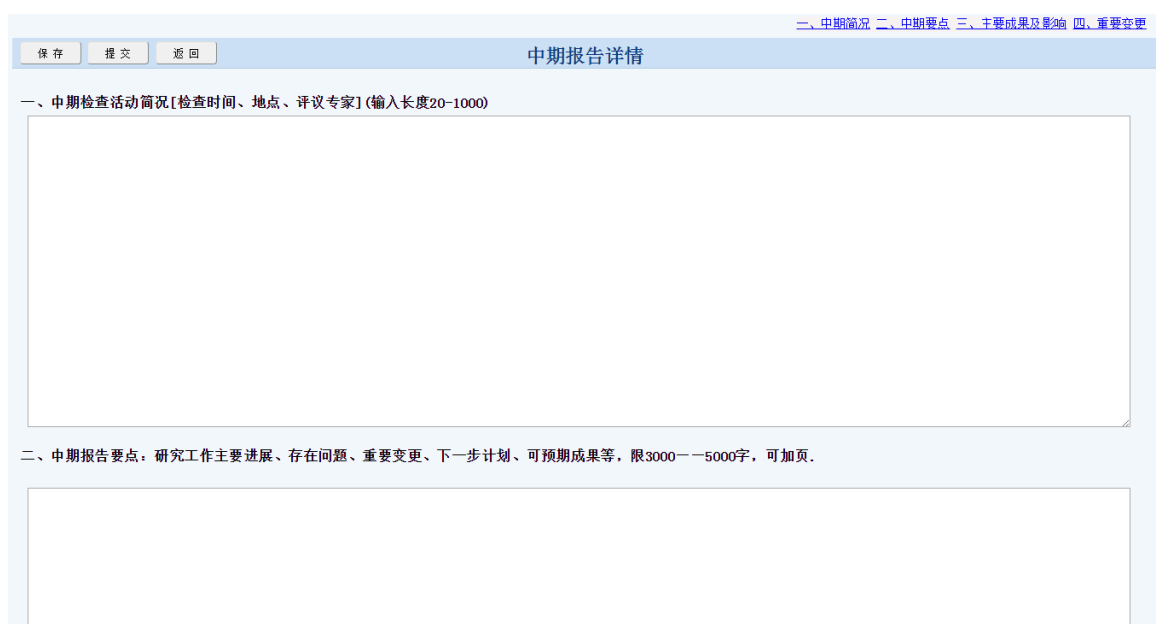 一、中期简况 二、中期要点 三、主要成果及影响 四、重要变更
保存 提交 返回 中期报告详情
一、中期检查活动简况[检查时间、地点、评议专家](输入长度20-1000)
二、中期报告要点：研究工作主要进展、存在问题、重要变更、下一步计划、可预期成果等，限3000——5000字，可加页.